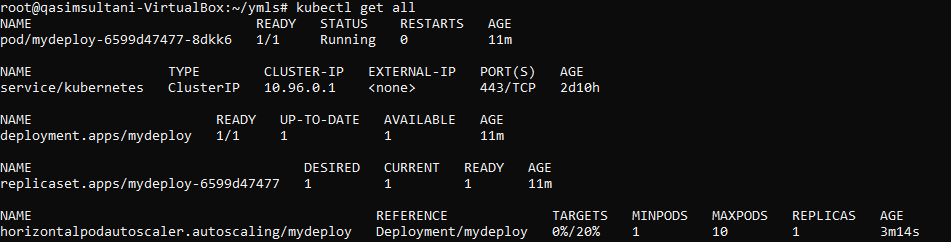 root@qasimsultani-VirtualBox:~/ymls# kubectl get all
NAME READY STATUS RESTARTS AGE
pod/mydeploy-6599d47477-8dkk6 1/1 Running 0 11m
NAME TYPE CLUSTER-IP EXTERNAL-IP PORT(S) AGE
service/kubernetes ClusterIP 10.96.0.1 <none> 443/TCP 2d10h
NAME READY UP-TO-DATE AVAILABLE AGE
deployment.apps/mydeploy 1/1 1 1 11m
NAME DESIRED CURRENT READY AGE
replicaset.apps/mydeploy-6599d47477 1 1 1 11m
NAME REFERENCE TARGETS MINPODS MAXPODS REPLICAS AGE
horizontalpodautoscaler.autoscaling/mydeploy Deployment/mydeploy 0%/20% 1 10 1 3m14s